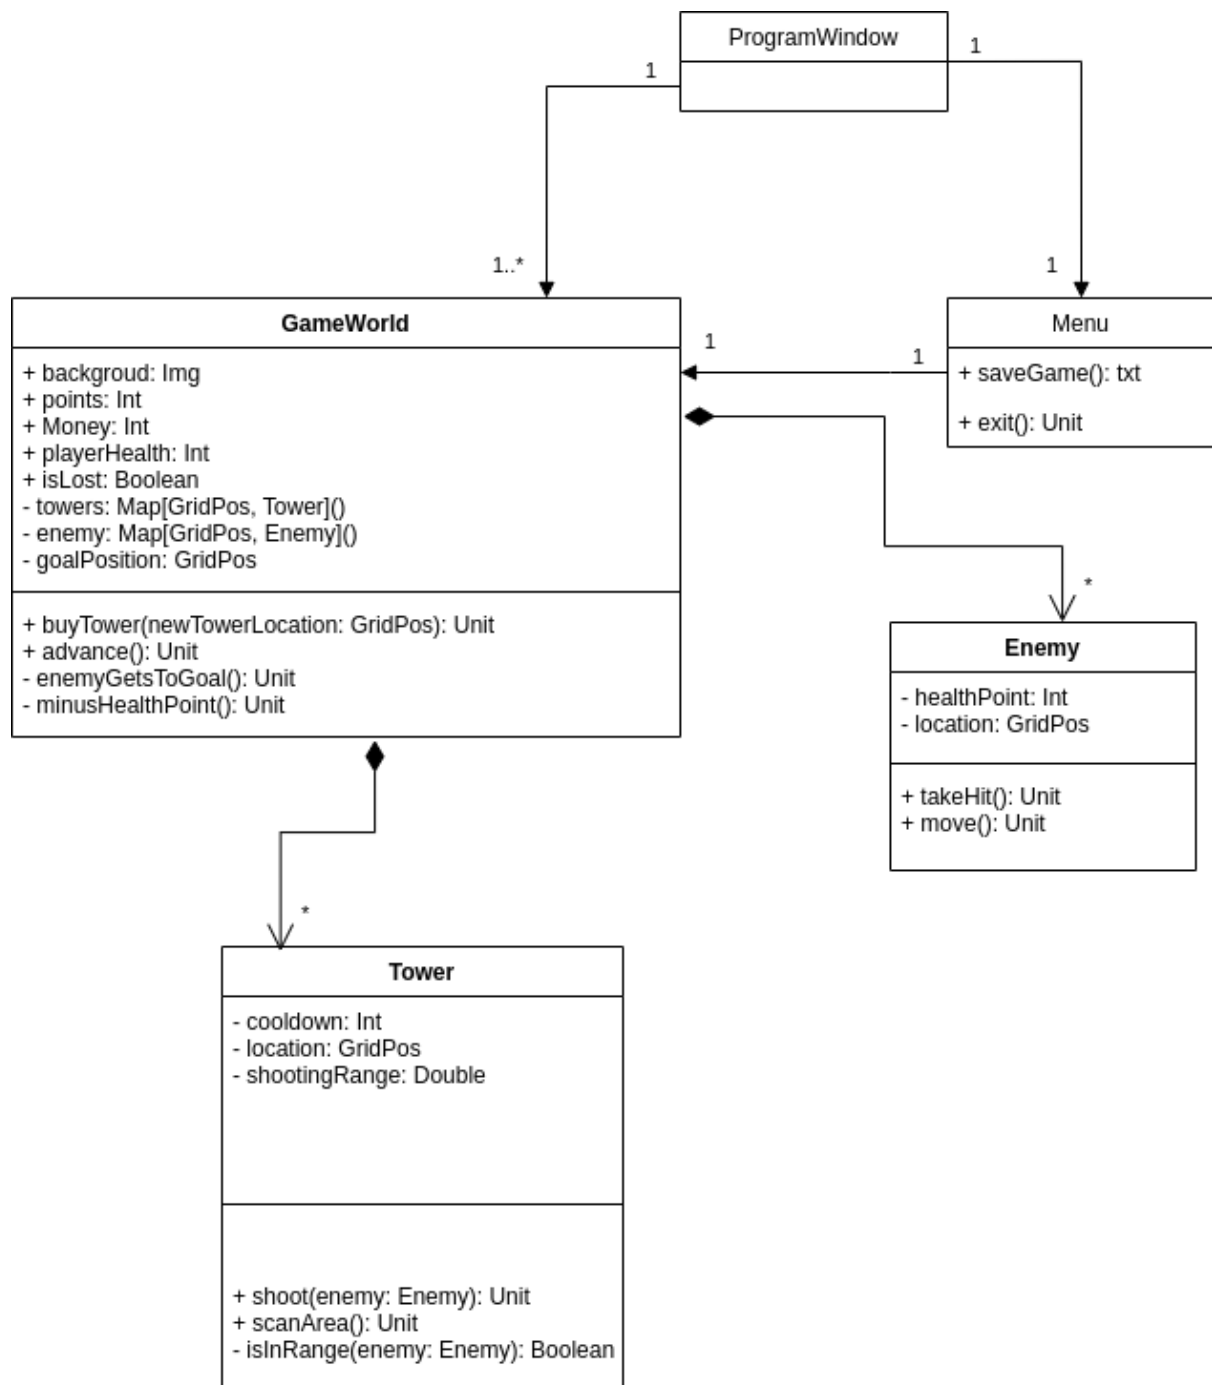 ProgramWindow
1
1
1..*
1
GameWorld
+ backgroud: Img
+ points: Int
+ Money: Int
+ playerHealth: Int
+ isLost: Boolean
- towers: Map[GridPos, Tower]()
- enemy: Map[GridPos, Enemy]()
- goalPosition: GridPos
+ buyTower(newTowerLocation: GridPos): Unit
+ advance(): Unit
- enemyGetsToGoal(): Unit
- minusHealthPoint(): Unit
1
1
Menu
+ saveGame(): txt
+ exit(): Unit
*
Enemy
- healthPoint: Int
- location: GridPos
+ takeHit(): Unit
+ move(): Unit
*
Tower
- cooldown: Int
- location: GridPos
- shootingRange: Double
+ shoot(enemy: Enemy): Unit
+ scanArea(): Unit
- isInRange(enemy: Enemy): Boolean